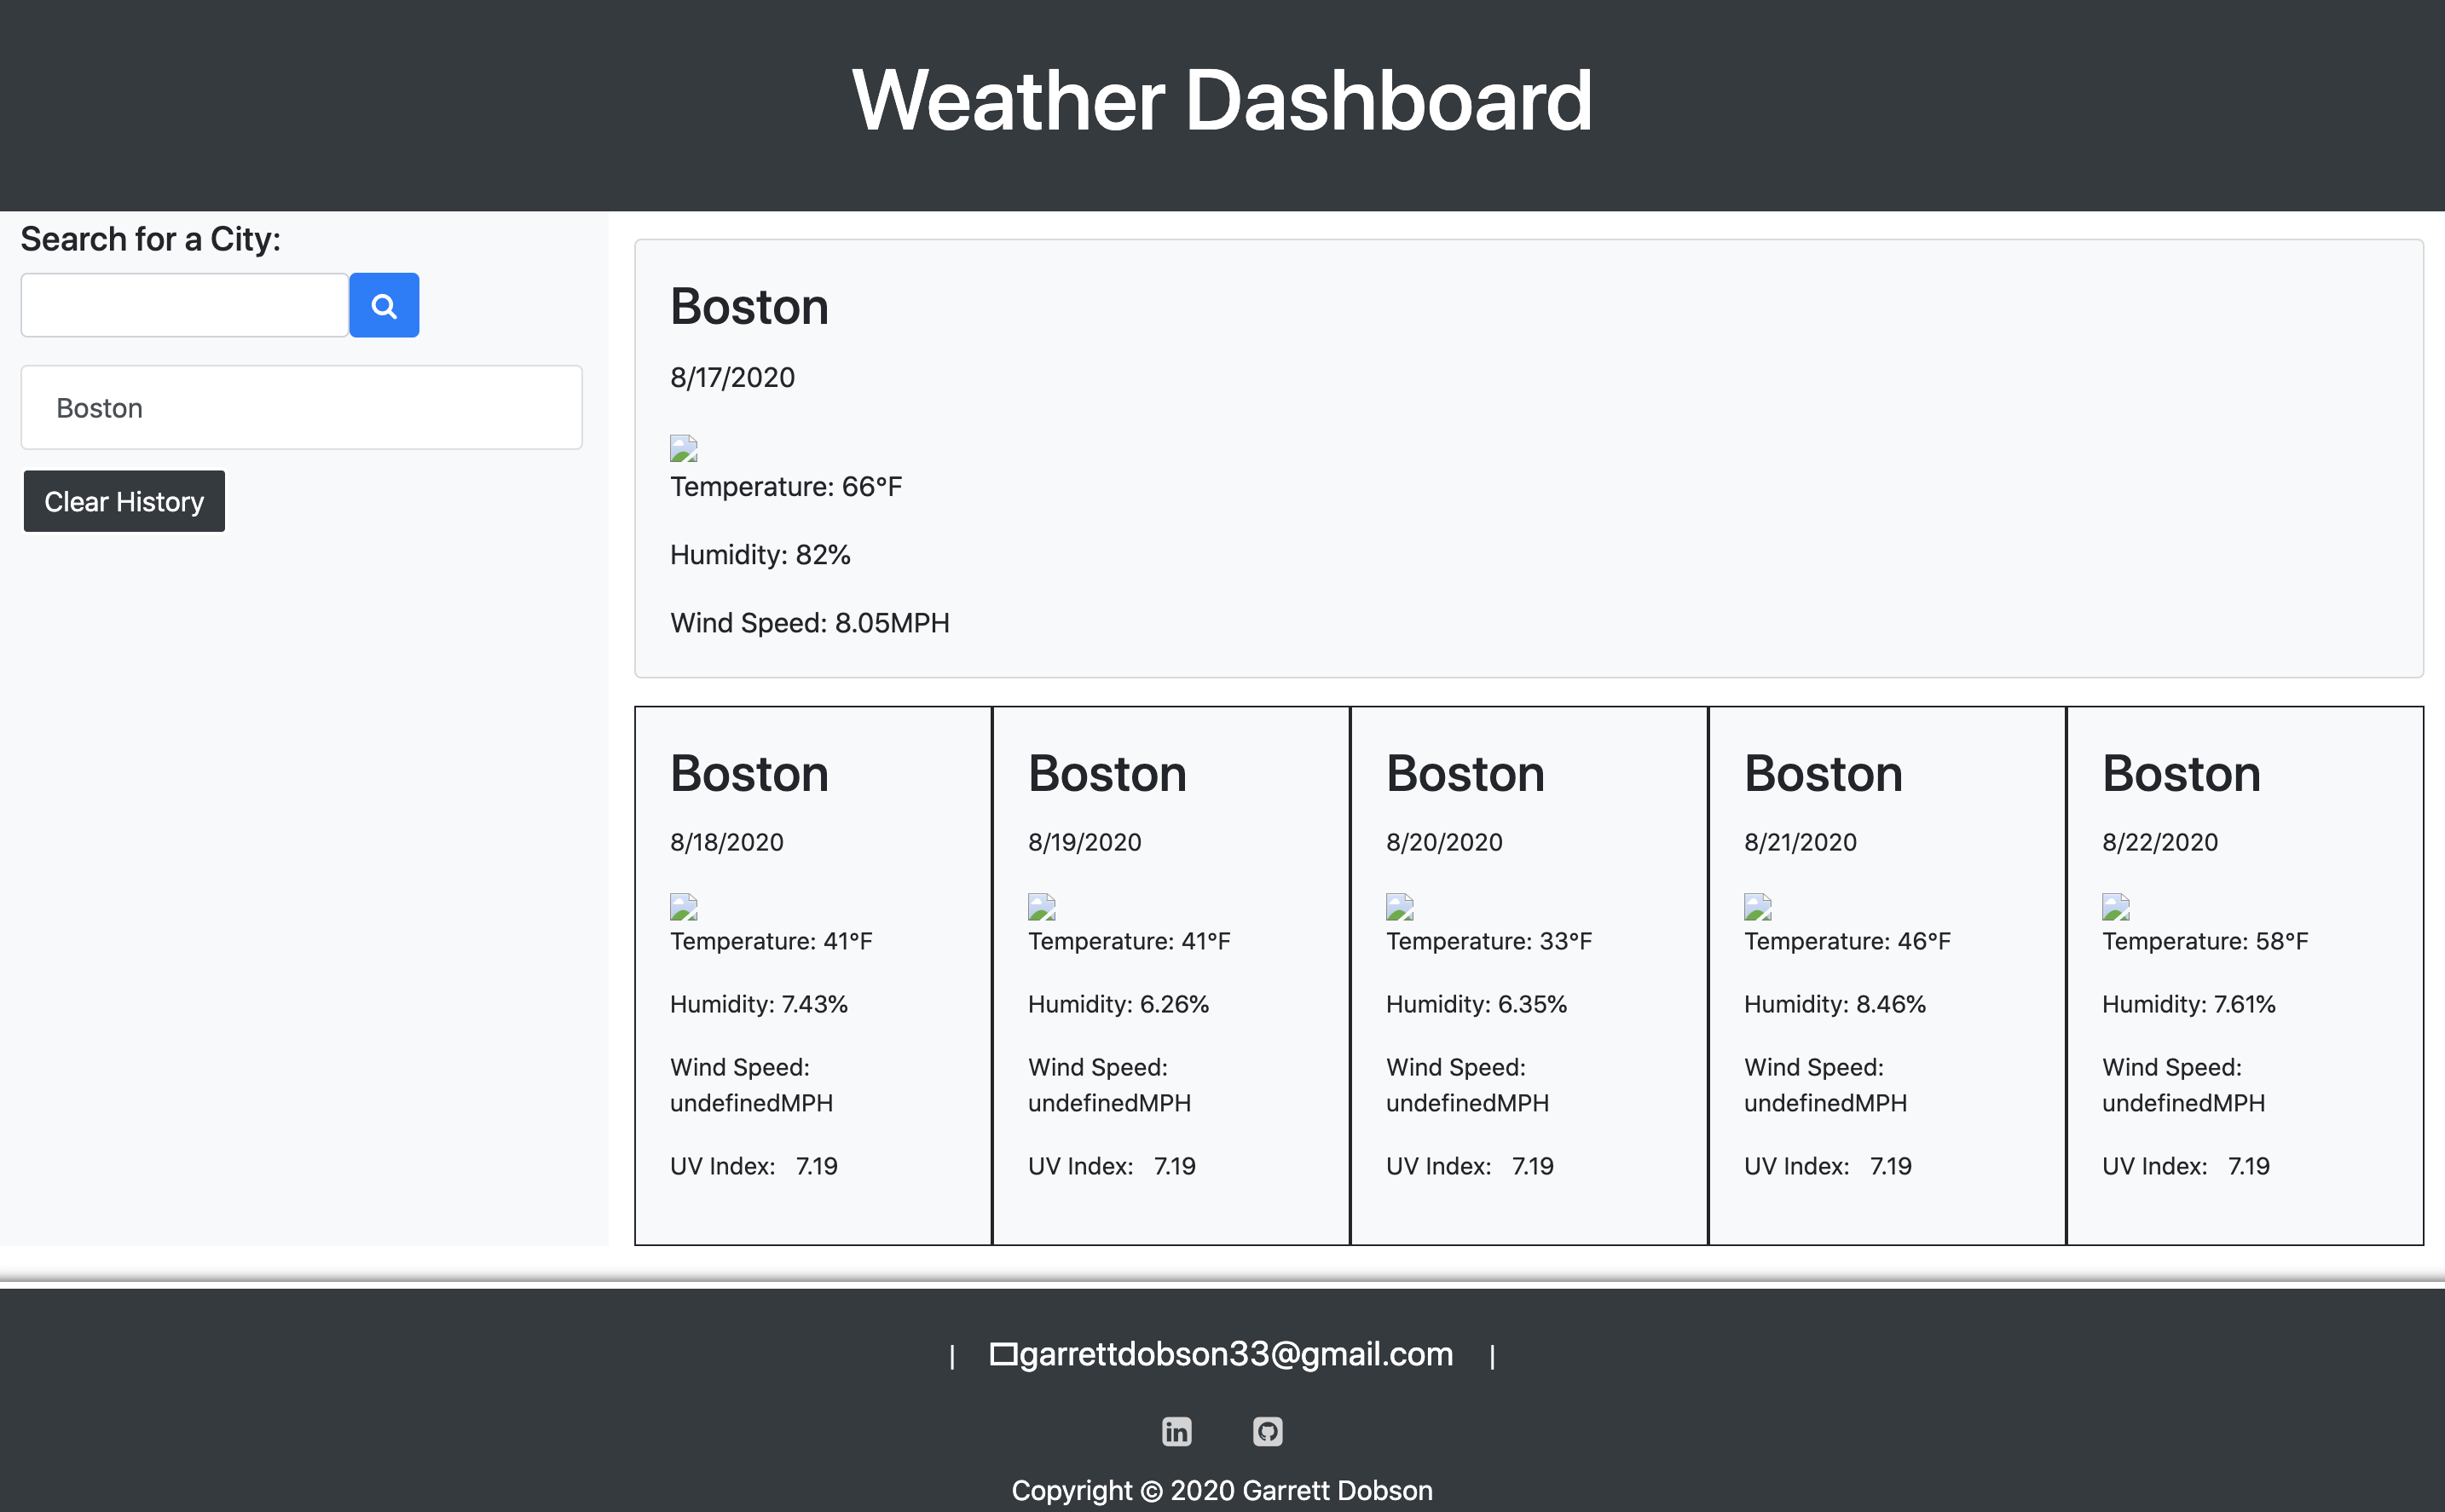 Weather Dashboard
Search for a City:
Boston
Clear History
Boston
8/17/2020
Temperature: 66°F
Humidity: 82%
Wind Speed: 8.05MPH
Boston
8/18/2020
Temperature: 41°F
Humidity: 7.43%
Wind Speed:
undefinedMPH
UV Index: 7.19
Boston
8/19/2020
Temperature: 41°F
Humidity: 6.26%
Wind Speed:
undefinedMPH
UV Index: 7.19
Boston
8/20/2020
Temperature: 33°F
Humidity: 6.35%
Wind Speed:
undefinedMPH
UV Index: 7.19
Boston
8/21/2020
Temperature: 46°F
Humidity: 8.46%
Wind Speed:
undefinedMPH
UV Index: 7.19
Boston
8/22/2020
Temperature: 58°F
Humidity: 7.61%
Wind Speed:
undefinedMPH
UV Index: 7.19
| garrettdobson33@gmail.com |
in
Copyright © 2020 Garrett Dobson